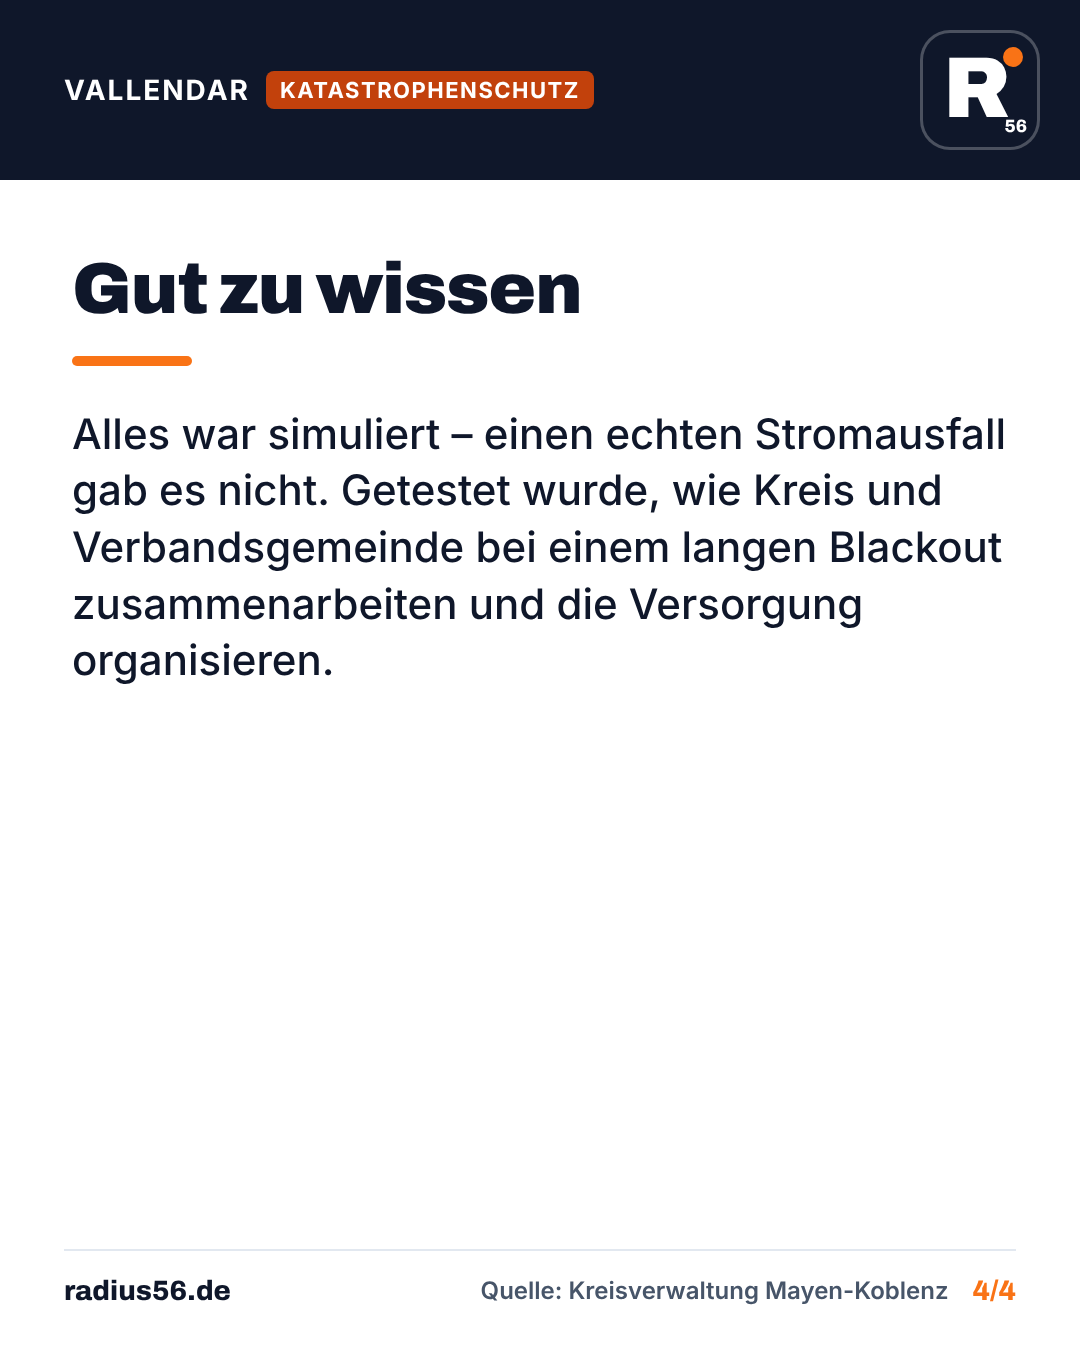 VALLENDAR KATASTROPHENSCHUTZ
R
56
Gut zu wissen
Alles war simuliert – einen echten Stromausfall
gab es nicht. Getestet wurde, wie Kreis und
Verbandsgemeinde bei einem langen Blackout
zusammenarbeiten und die Versorgung
organisieren.
radius56.de Quelle: Kreisverwaltung Mayen-Koblenz 4/4